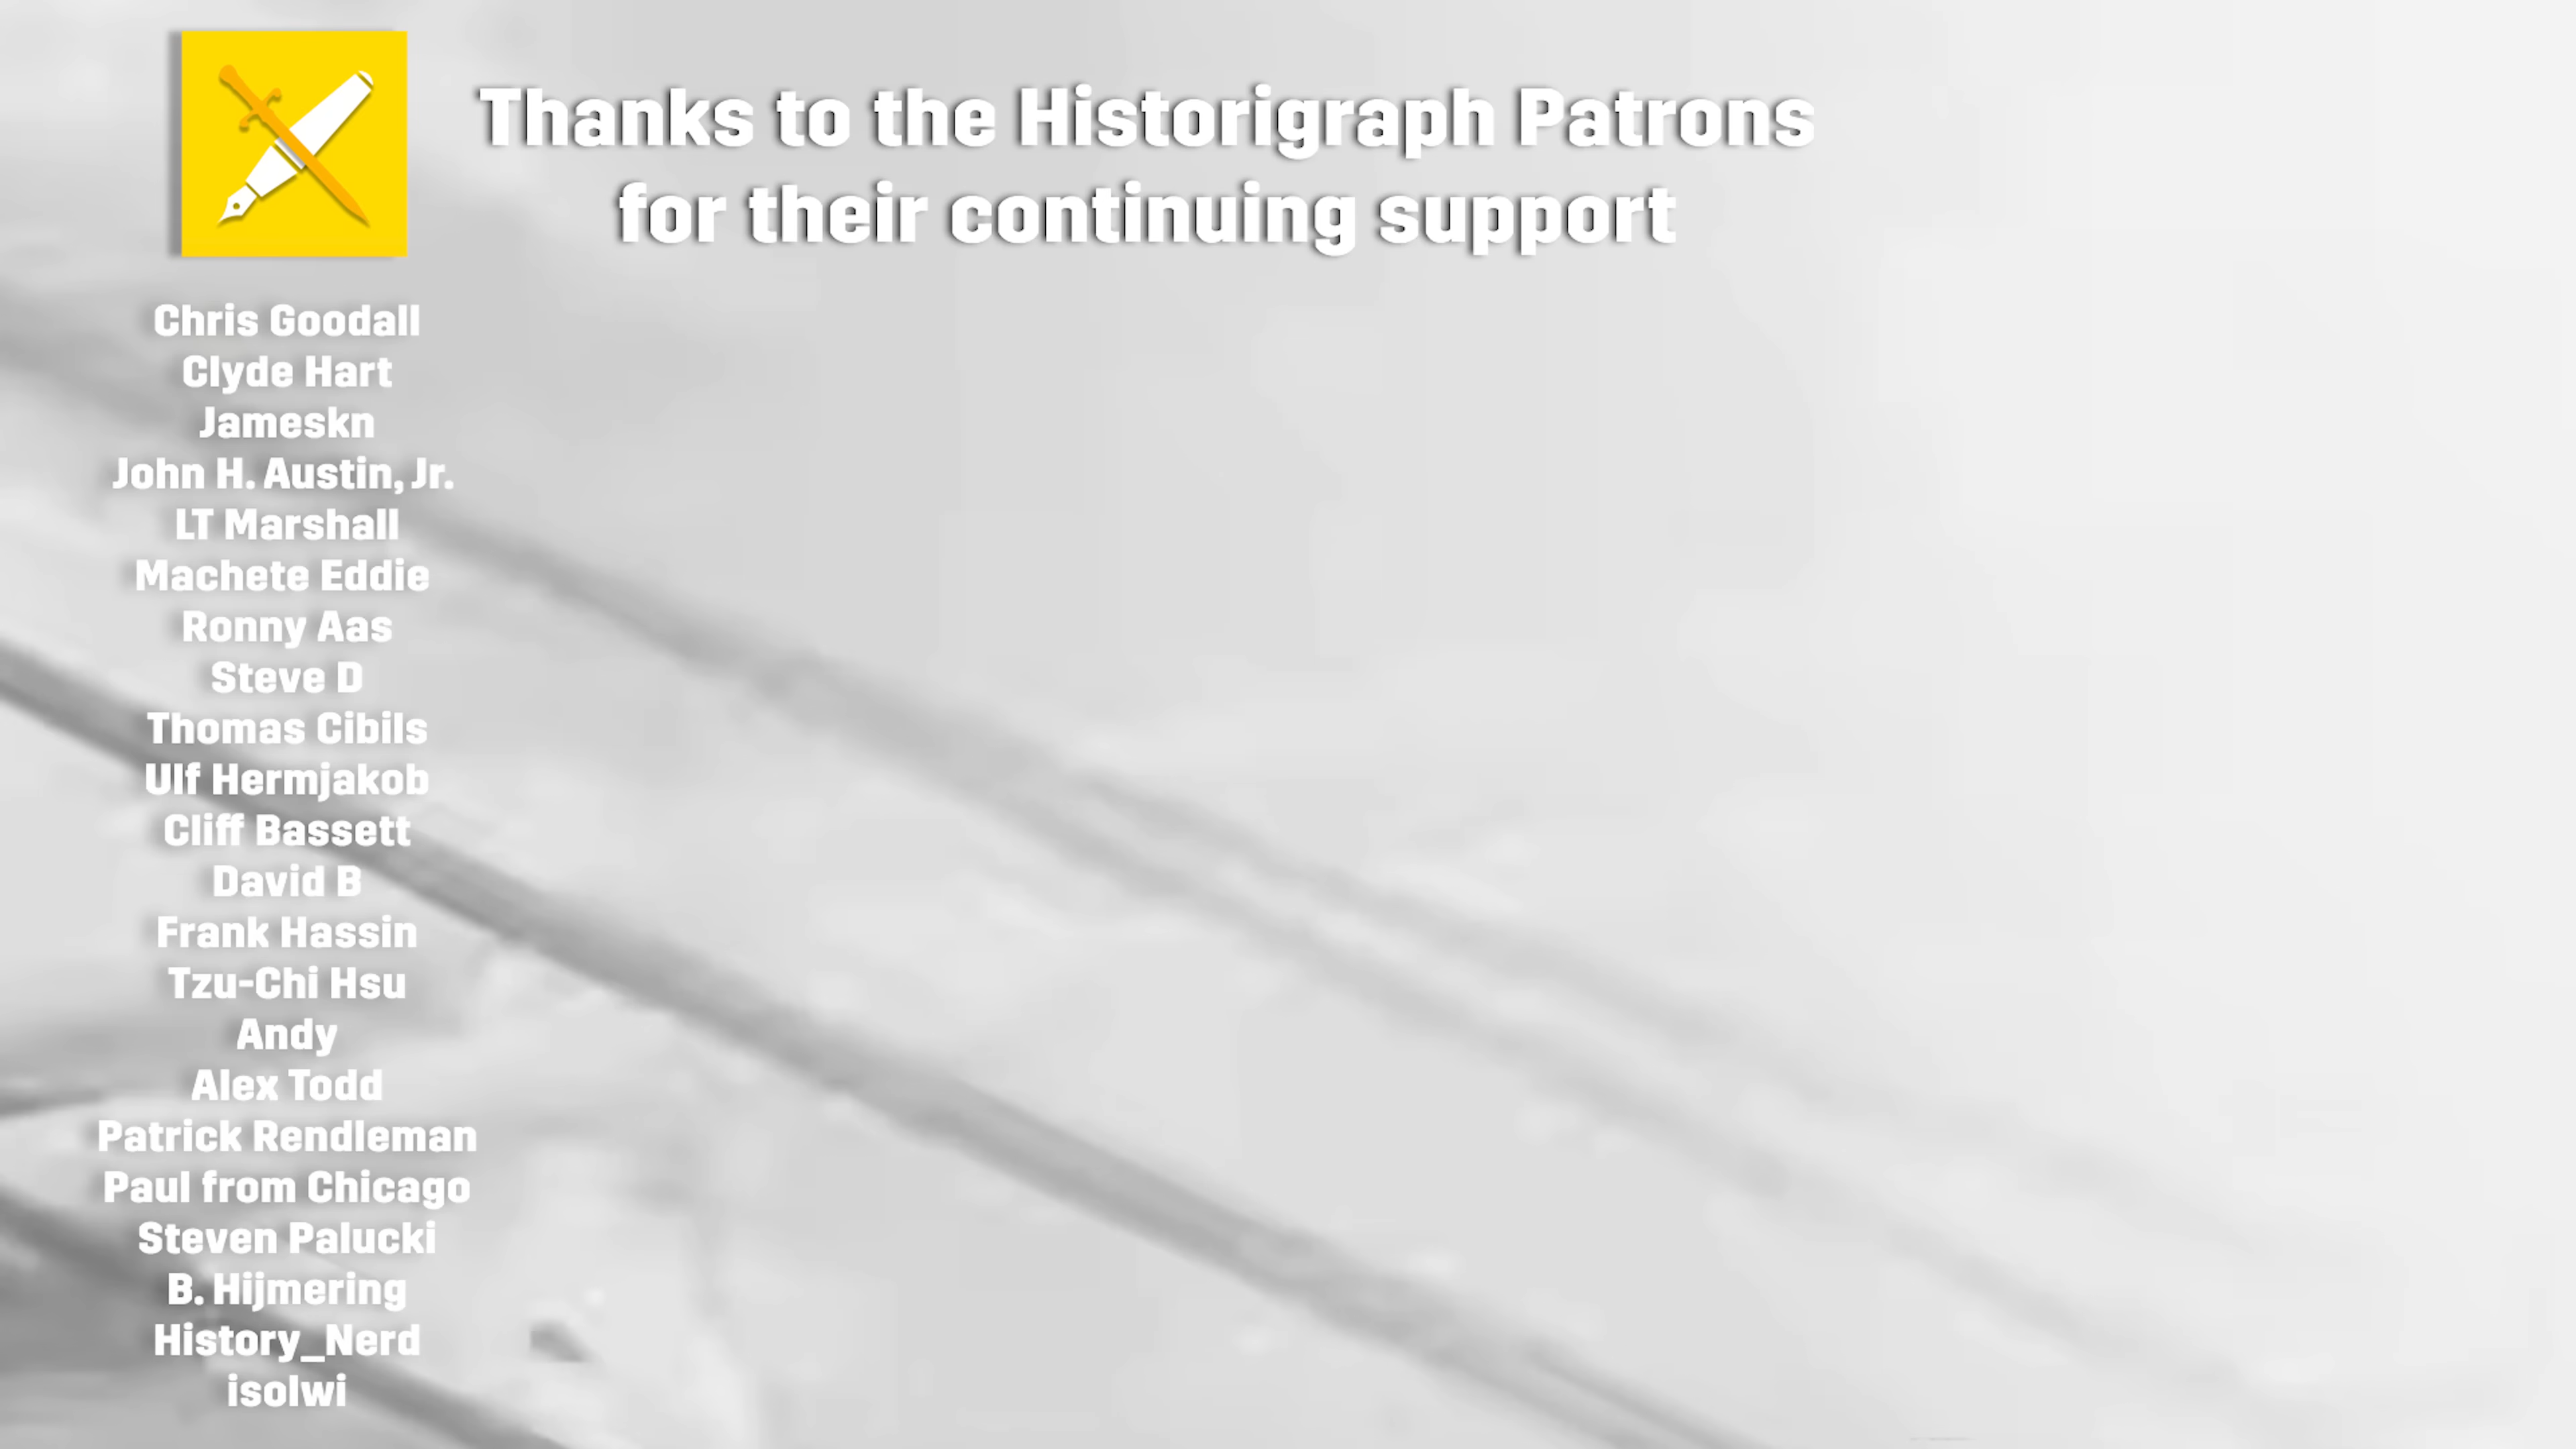 Thanks to the Historigraph Patrons
for their continuing support
Chris Goodall
Clyde Hart
Jameskn
John H. Austin, Jr.
LT Marshall
Machete Eddie
Ronny Aas
Steve D
Thomas Cibils
Ulf Hermjakob
Cliff Bassett
David B
Frank Hassin
Tzu-Chi Hsu
Andy
Alex Todd
Patrick Rendleman
Paul from Chicago
Steven Palucki
B. Hijmering
History_Nerd
isolwi